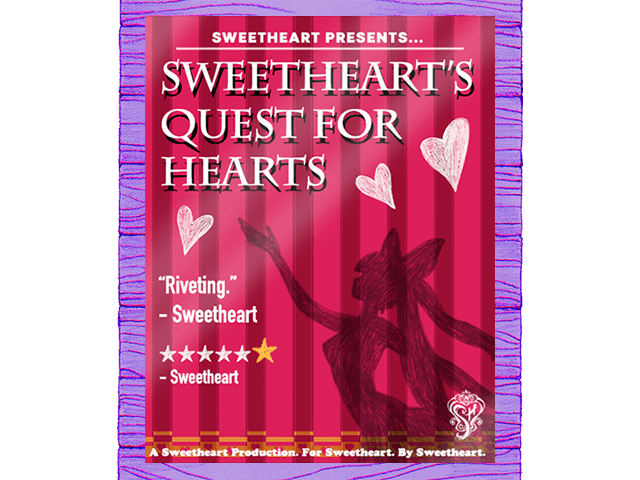 SWEETHEART PRESENTS...
SWEETHEART'S
QUEST FOR
HEARTS
“Riveting.”
– Sweetheart
– Sweetheart
A Sweetheart Production. For Sweetheart. By Sweetheart.